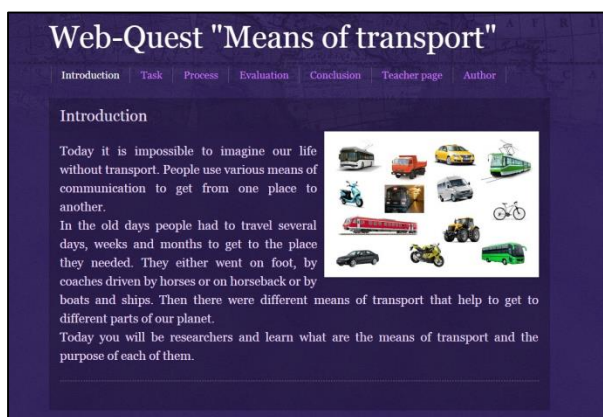 Web-Quest "Means of transport"
Introduction Task Process Evaluation Conclusion Teacher page Author
Introduction
Today it is impossible to imagine our life
without transport. People use various means of
communication to get from one place to
another.
In the old days people had to travel several
days, weeks and months to get to the place
they needed. They either went on foot, by
coaches driven by horses or on horseback or by
boats and ships. Then there were different means of transport that help to get to
different parts of our planet.
Today you will be researchers and learn what are the means of transport and the
purpose of each of them.